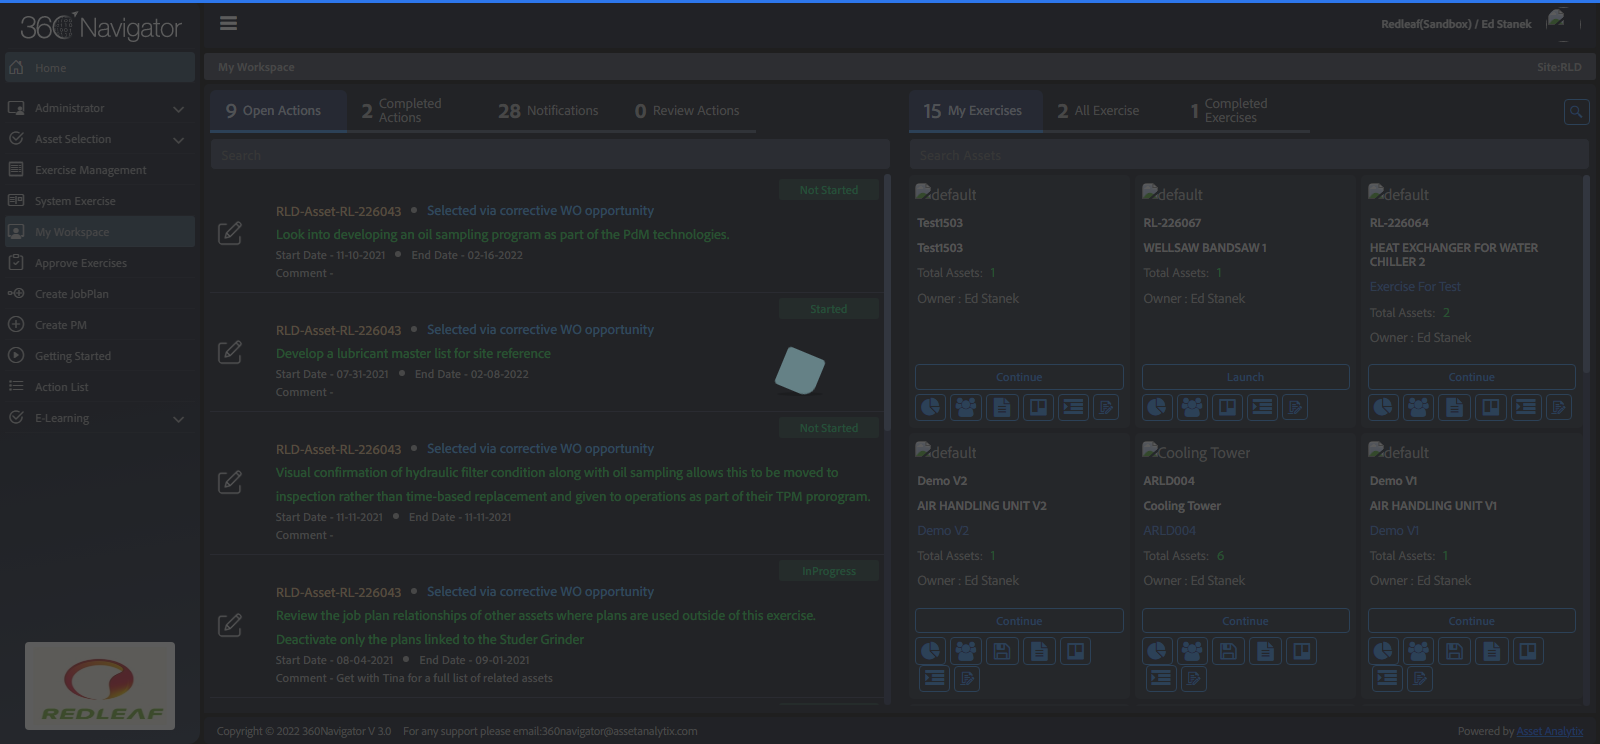 360 Navigator
Redleaf(Sandbox) / Ed Stanek
Home
Administrator
Asset Selection
Exercise Management
System Exercise
My Workspace
Approve Exercises
Create JobPlan
Create PM
Getting Started
Action List
E-Learning
REDLEAF
My Workspace
Site:RLD
9 Open Actions
2 Completed Actions
28 Notifications
0 Review Actions
Search
Not Started
RLD-Asset-RL-226043 • Selected via corrective WO opportunity
Look into developing an oil sampling program as part of the PdM technologies.
Start Date - 11-10-2021 • End Date - 02-16-2022
Comment -
Started
RLD-Asset-RL-226043 • Selected via corrective WO opportunity
Develop a lubricant master list for site reference
Start Date - 07-31-2021 • End Date - 02-08-2022
Comment -
Not Started
RLD-Asset-RL-226043 • Selected via corrective WO opportunity
Visual confirmation of hydraulic filter condition along with oil sampling allows this to be moved to
inspection rather than time-based replacement and given to operations as part of their TPM prorogram.
Start Date - 11-11-2021 • End Date - 11-11-2021
Comment -
InProgress
RLD-Asset-RL-226043 • Selected via corrective WO opportunity
Review the job plan relationships of other assets where plans are used outside of this exercise.
Deactivate only the plans linked to the Studer Grinder
Start Date - 08-04-2021 • End Date - 09-01-2021
Comment - Get with Tina for a full list of related assets
15 My Exercises
2 All Exercise
1 Completed Exercises
Search Assets
default
Test1503
Test1503
Total Assets: 1
Owner : Ed Stanek
Continue
default
RL-226067
WELLSAW BANDSAW 1
Total Assets: 1
Owner : Ed Stanek
Launch
default
RL-226064
HEAT EXCHANGER FOR WATER
CHILLER 2
Exercise For Test
Total Assets: 2
Owner : Ed Stanek
Continue
default
Demo V2
AIR HANDLING UNIT V2
Demo V2
Total Assets: 1
Owner : Ed Stanek
Continue
Cooling Tower
ARLD004
Cooling Tower
ARLD004
Total Assets: 6
Owner : Ed Stanek
Continue
default
Demo V1
AIR HANDLING UNIT V1
Demo V1
Total Assets: 1
Owner : Ed Stanek
Continue
Copyright © 2022 360Navigator V 3.0 For any support please email:360navigator@assetanalytix.com
Powered by Asset Analytix